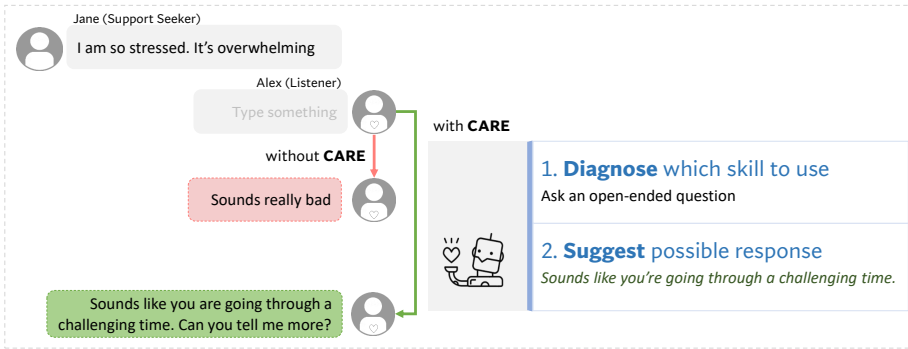 Jane (Support Seeker)
I am so stressed. It's overwhelming
Alex (Listener)
Type something
with CARE
without CARE
1. Diagnose which skill to use
Ask an open-ended question
Sounds really bad
2. Suggest possible response
Sounds like you're going through a challenging time.
Sounds like you are going through a
challenging time. Can you tell me more?